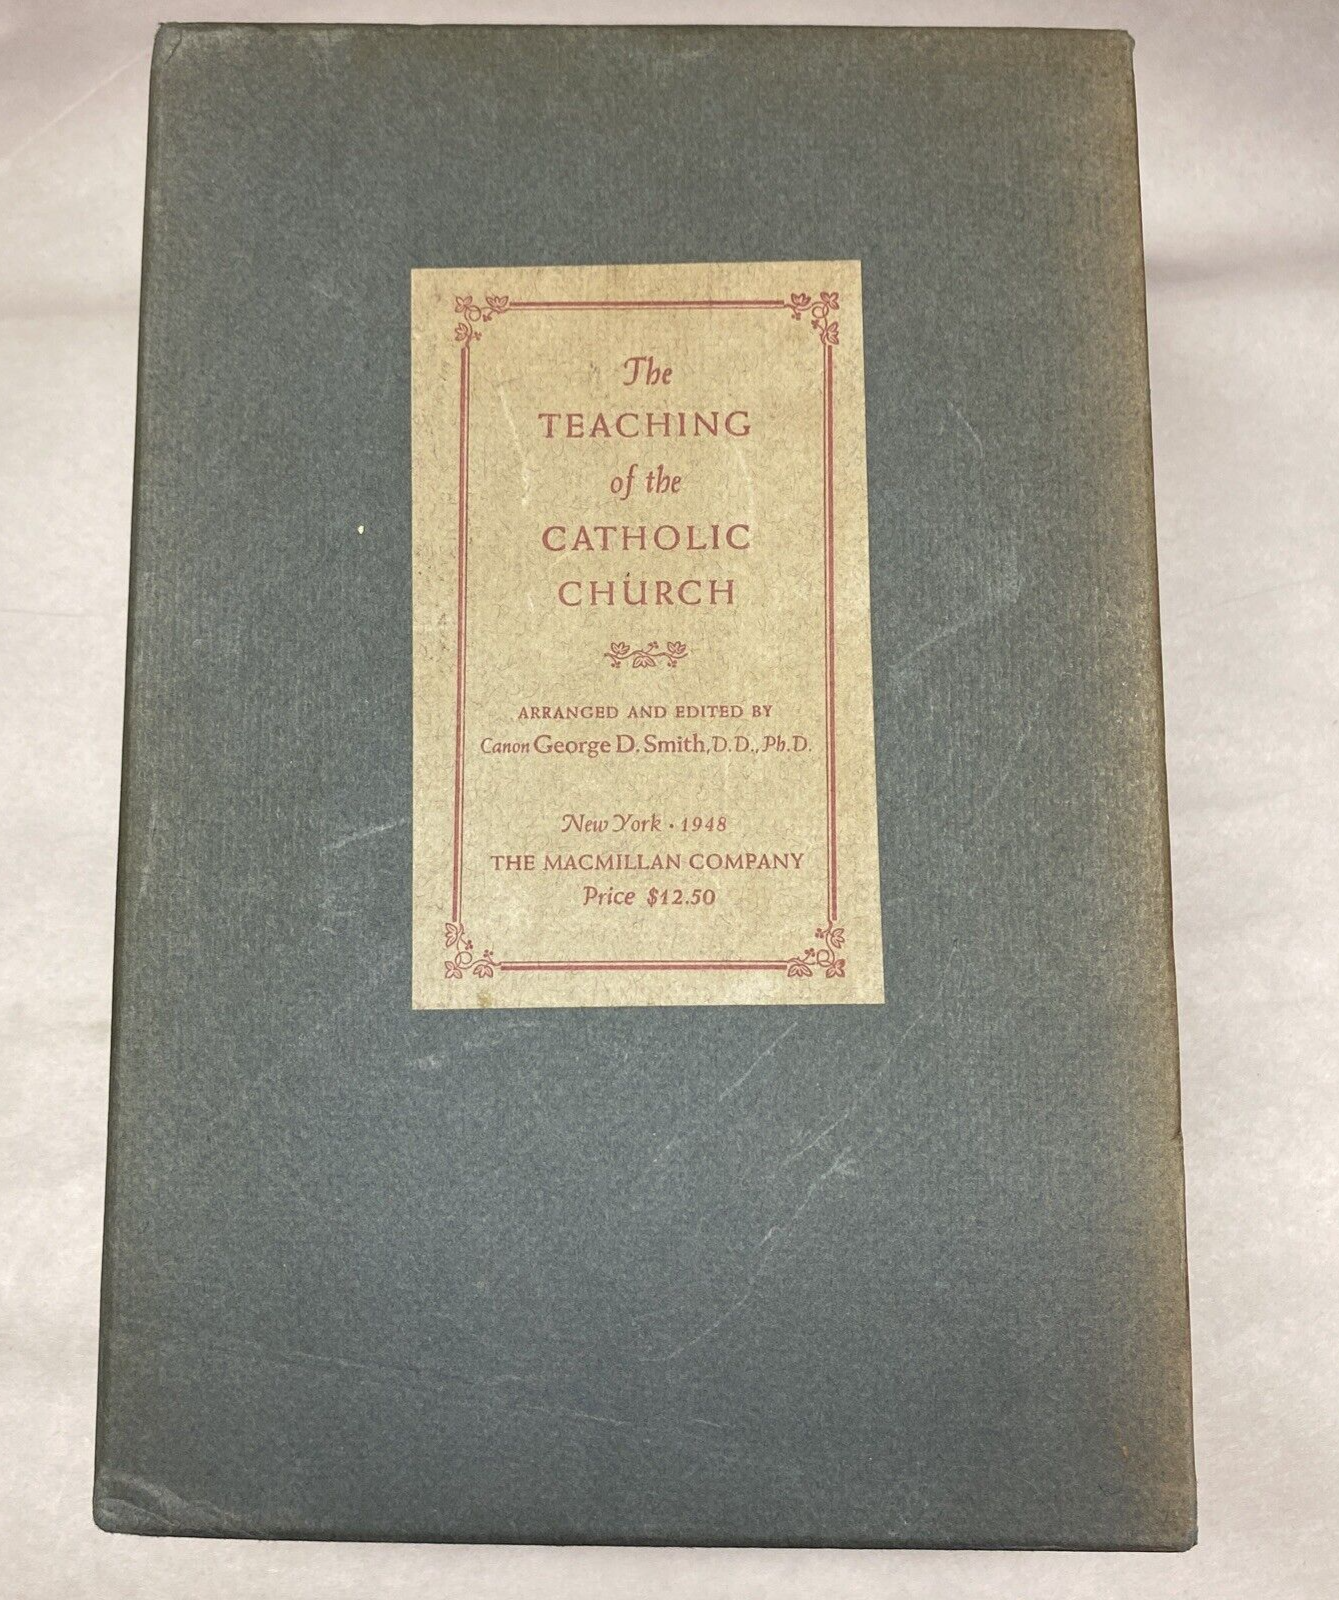 The
TEACHING
of the
CATHOLIC
CHURCH
ARRANGED AND EDITED BY
Canon George D. Smith, D.D., Ph.D.
New York · 1948
THE MACMILLAN COMPANY
Price $12.50